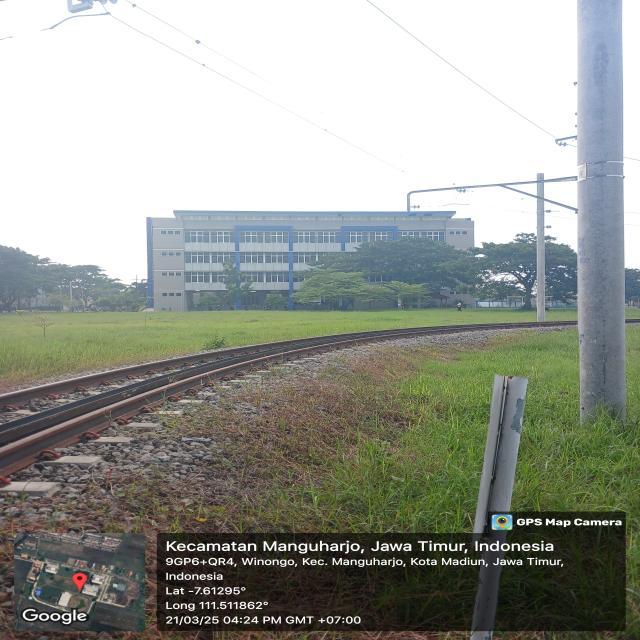 GPS Map Camera
Kecamatan Manguharjo, Jawa Timur, Indonesia
9GP6+QR4, Winongo, Kec. Manguharjo, Kota Madiun, Jawa Timur,
Indonesia
Lat -7.61295°
Long 111.511862°
21/03/25 04:24 PM GMT +07:00
Google